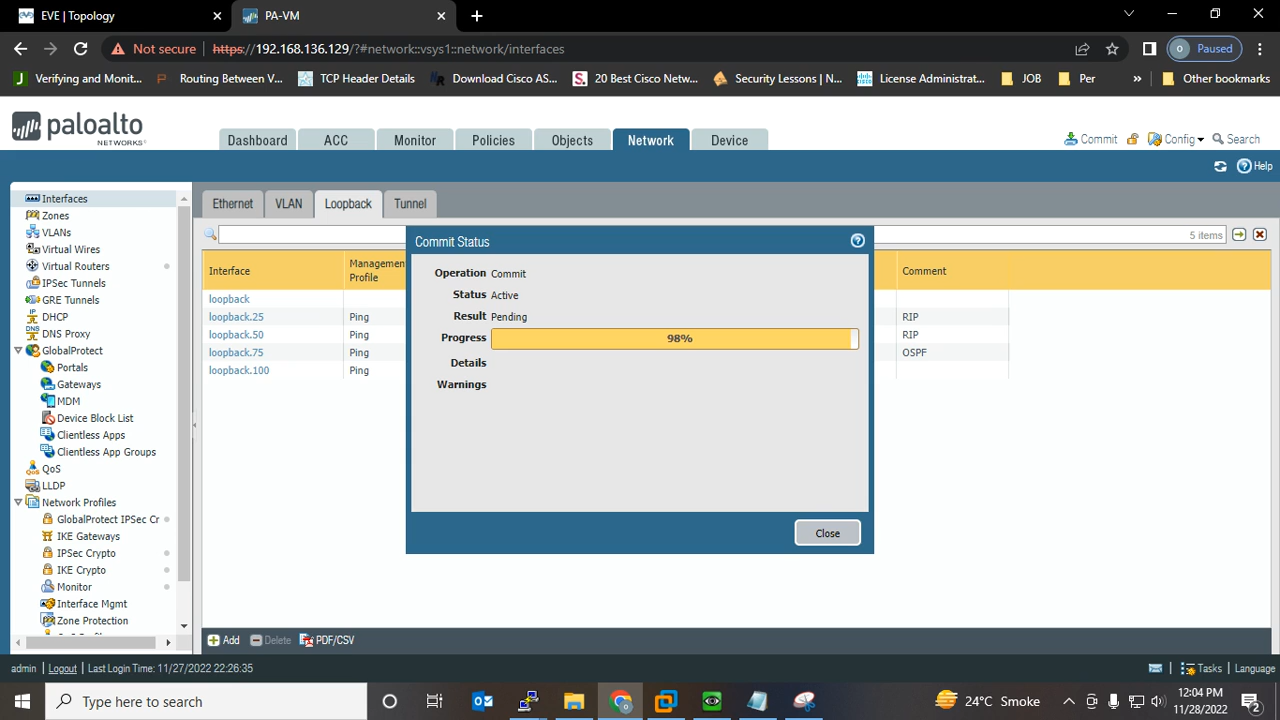 EVE | Topology
PA-VM
Not secure
https://192.168.136.129/?#network::vsys1::network/interfaces
Paused
Verifying and Monit...
Routing Between V...
TCP Header Details
Download Cisco AS...
20 Best Cisco Netw...
Security Lessons | N...
License Administrat...
JOB
Per
»
Other bookmarks
paloalto
NETWORKS
Dashboard
ACC
Monitor
Policies
Objects
Network
Device
Commit
Config
Search
Help
Interfaces
Zones
VLANs
Virtual Wires
Virtual Routers
IPSec Tunnels
GRE Tunnels
DHCP
DNS Proxy
GlobalProtect
Portals
Gateways
MDM
Device Block List
Clientless Apps
Clientless App Groups
QoS
LLDP
Network Profiles
GlobalProtect IPSec Cr
IKE Gateways
IPSec Crypto
IKE Crypto
Monitor
Interface Mgmt
Zone Protection
Ethernet
VLAN
Loopback
Tunnel
5 items
Interface
Managemen
Profile
Comment
loopback
loopback.25 Ping RIP
loopback.50 Ping RIP
loopback.75 Ping OSPF
loopback.100 Ping
Commit Status
Operation Commit
Status Active
Result Pending
Progress 98%
Details
Warnings
Close
Add
Delete
PDF/CSV
admin | Logout | Last Login Time: 11/27/2022 22:26:35
Tasks | Language
Type here to search
24°C Smoke
12:04 PM
11/28/2022
2